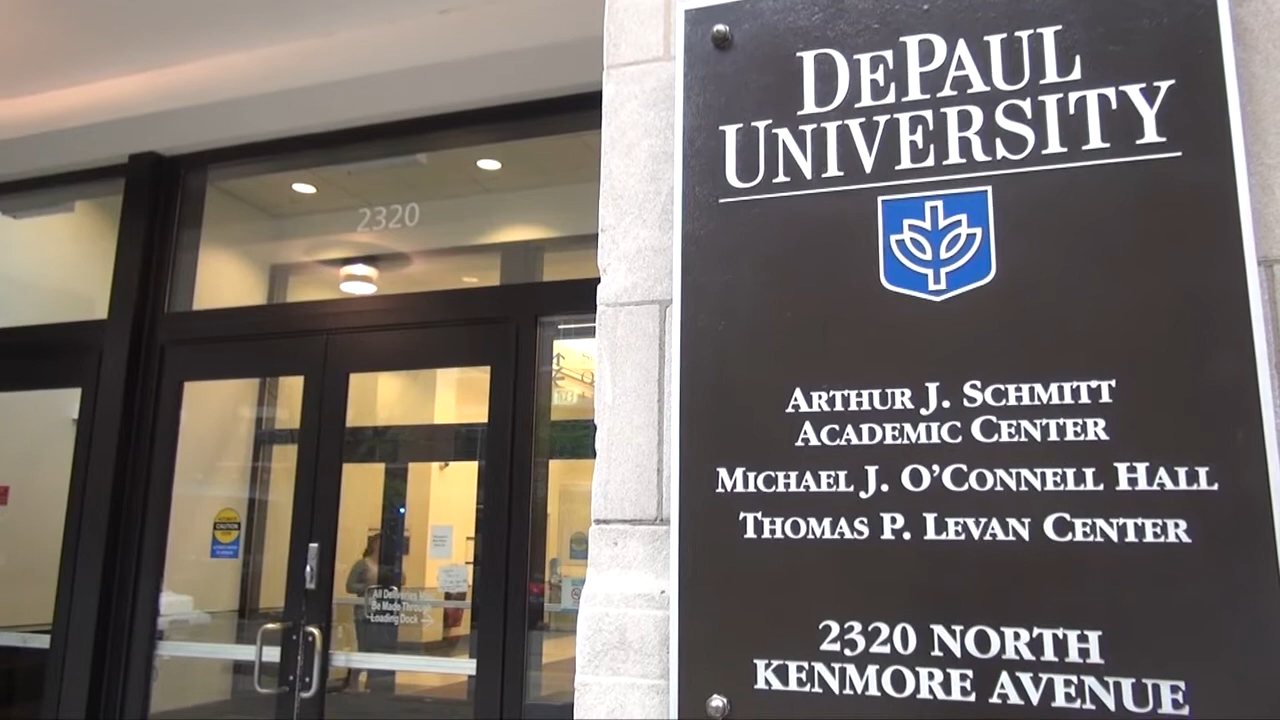 2320
CAUTION
All Deliveries Must
Be Made Through
Loading Dock →
DEPAUL
UNIVERSITY
ARTHUR J. SCHMITT
ACADEMIC CENTER
MICHAEL J. O'CONNELL HALL
THOMAS P. LEVAN CENTER
2320 NORTH
KENMORE AVENUE